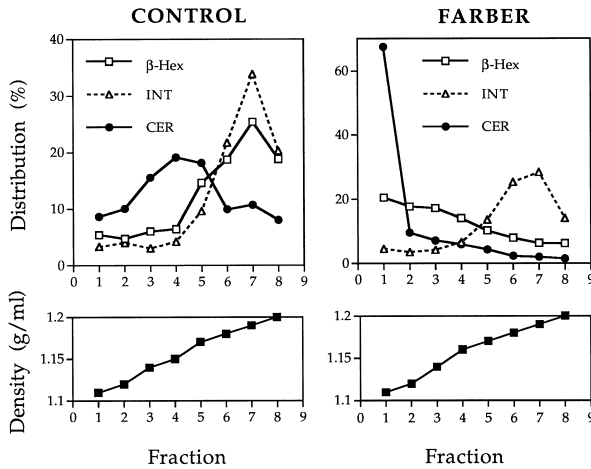 CONTROL
FARBER
Distribution (%)
40
30
20
10
0
β-Hex
INT
CER
0 1 2 3 4 5 6 7 8 9
60
40
20
0
β-Hex
INT
CER
0 1 2 3 4 5 6 7 8 9
Density (g/ml)
1.2
1.15
1.1
0 1 2 3 4 5 6 7 8 9
Fraction
1.2
1.15
1.1
0 1 2 3 4 5 6 7 8 9
Fraction